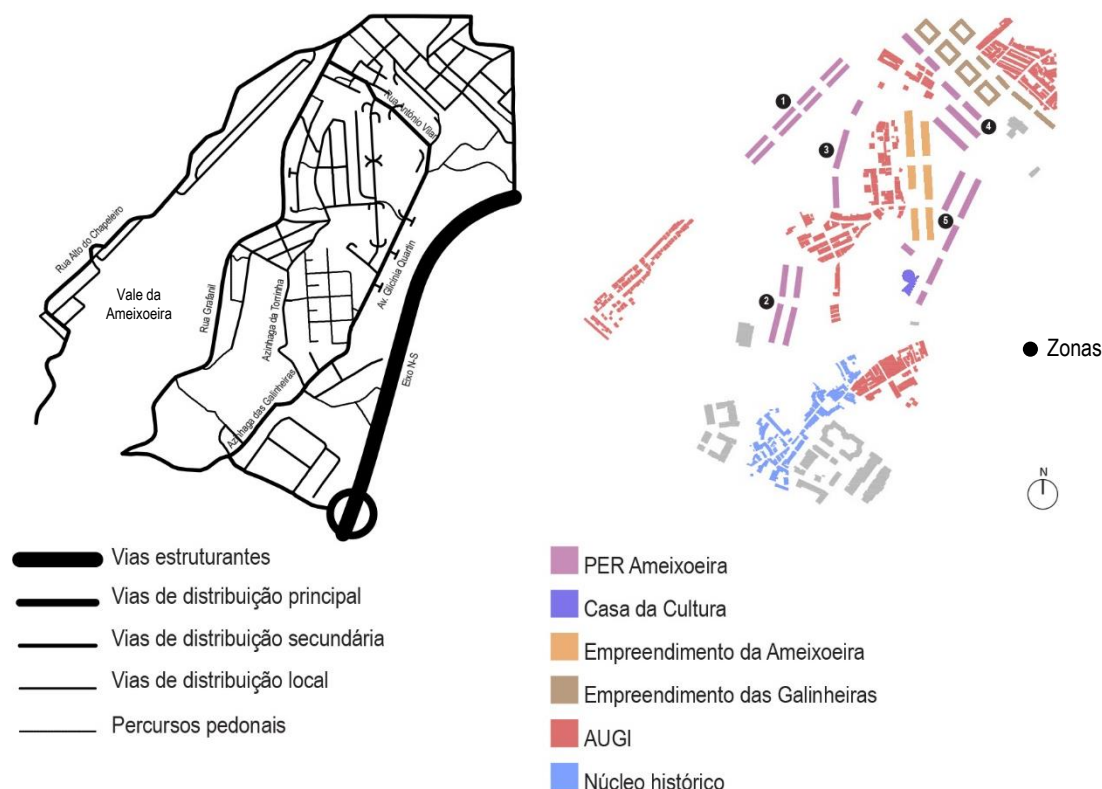 Rua António Vilar
Rua Alto do Chapeleiro
Vale da
Ameixoeira
Rua Grafanil
Azinhaga da Torrinha
Av. Glicínia Quartin
Eixo N-S
Azinhaga das Galinheiras
1
2
3
4
5
Zonas
N
Vias estruturantes
Vias de distribuição principal
Vias de distribuição secundária
Vias de distribuição local
Percursos pedonais
PER Ameixoeira
Casa da Cultura
Empreendimento da Ameixoeira
Empreendimento das Galinheiras
AUGI
Núcleo histórico